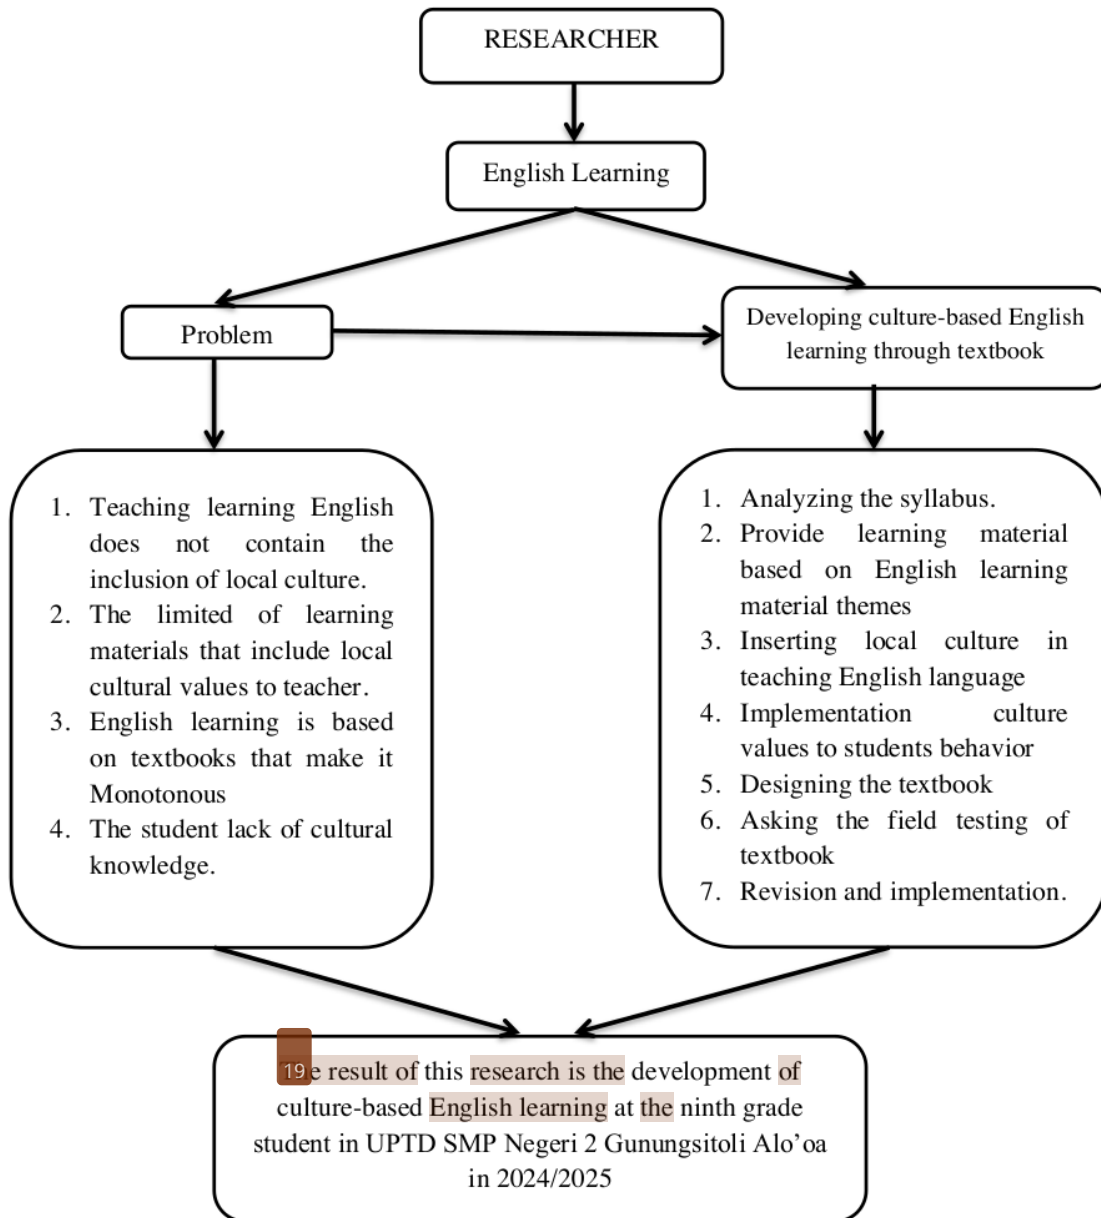 RESEARCHER
English Learning
Problem
Developing culture-based English
learning through textbook
1. Teaching learning English
does not contain the
inclusion of local culture.
2. The limited of learning
materials that include local
cultural values to teacher.
3. English learning is based
on textbooks that make it
Monotonous
4. The student lack of cultural
knowledge.
1. Analyzing the syllabus.
2. Provide learning material
based on English learning
material themes
3. Inserting local culture in
teaching English language
4. Implementation culture
values to students behavior
5. Designing the textbook
6. Asking the field testing of
textbook
7. Revision and implementation.
19
The result of this research is the development of
culture-based English learning at the ninth grade
student in UPTD SMP Negeri 2 Gunungsitoli Alo’oa
in 2024/2025